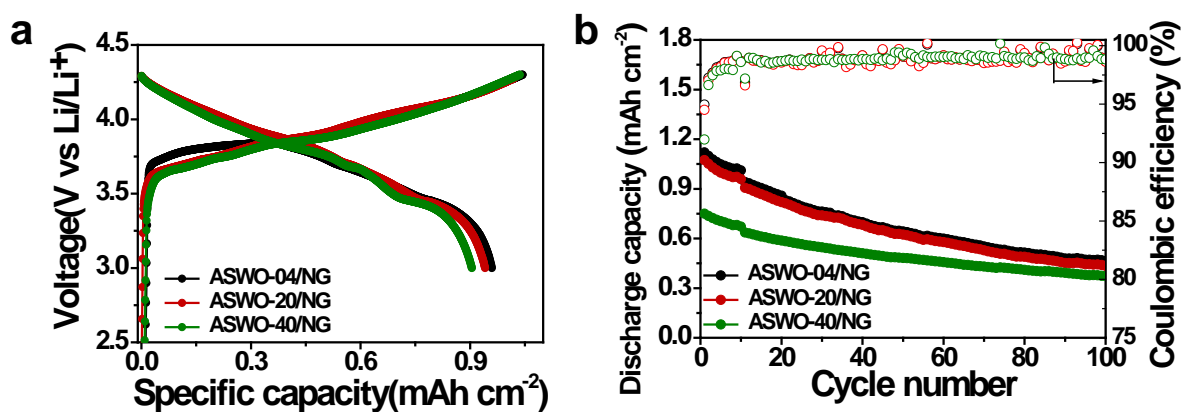 a
Voltage(V vs Li/Li+)
4.5
4.0
3.5
3.0
2.5
ASWO-04/NG
ASWO-20/NG
ASWO-40/NG
0.0
0.3
0.6
0.9
Specific capacity(mAh cm-2)
b
Discharge capacity (mAh cm-2)
1.8
1.5
1.2
0.9
0.6
0.3
0.0
ASWO-04/NG
ASWO-20/NG
ASWO-40/NG
20
40
60
80
100
Cycle number
100
95
90
85
80
75
Coulombic efficiency (%)